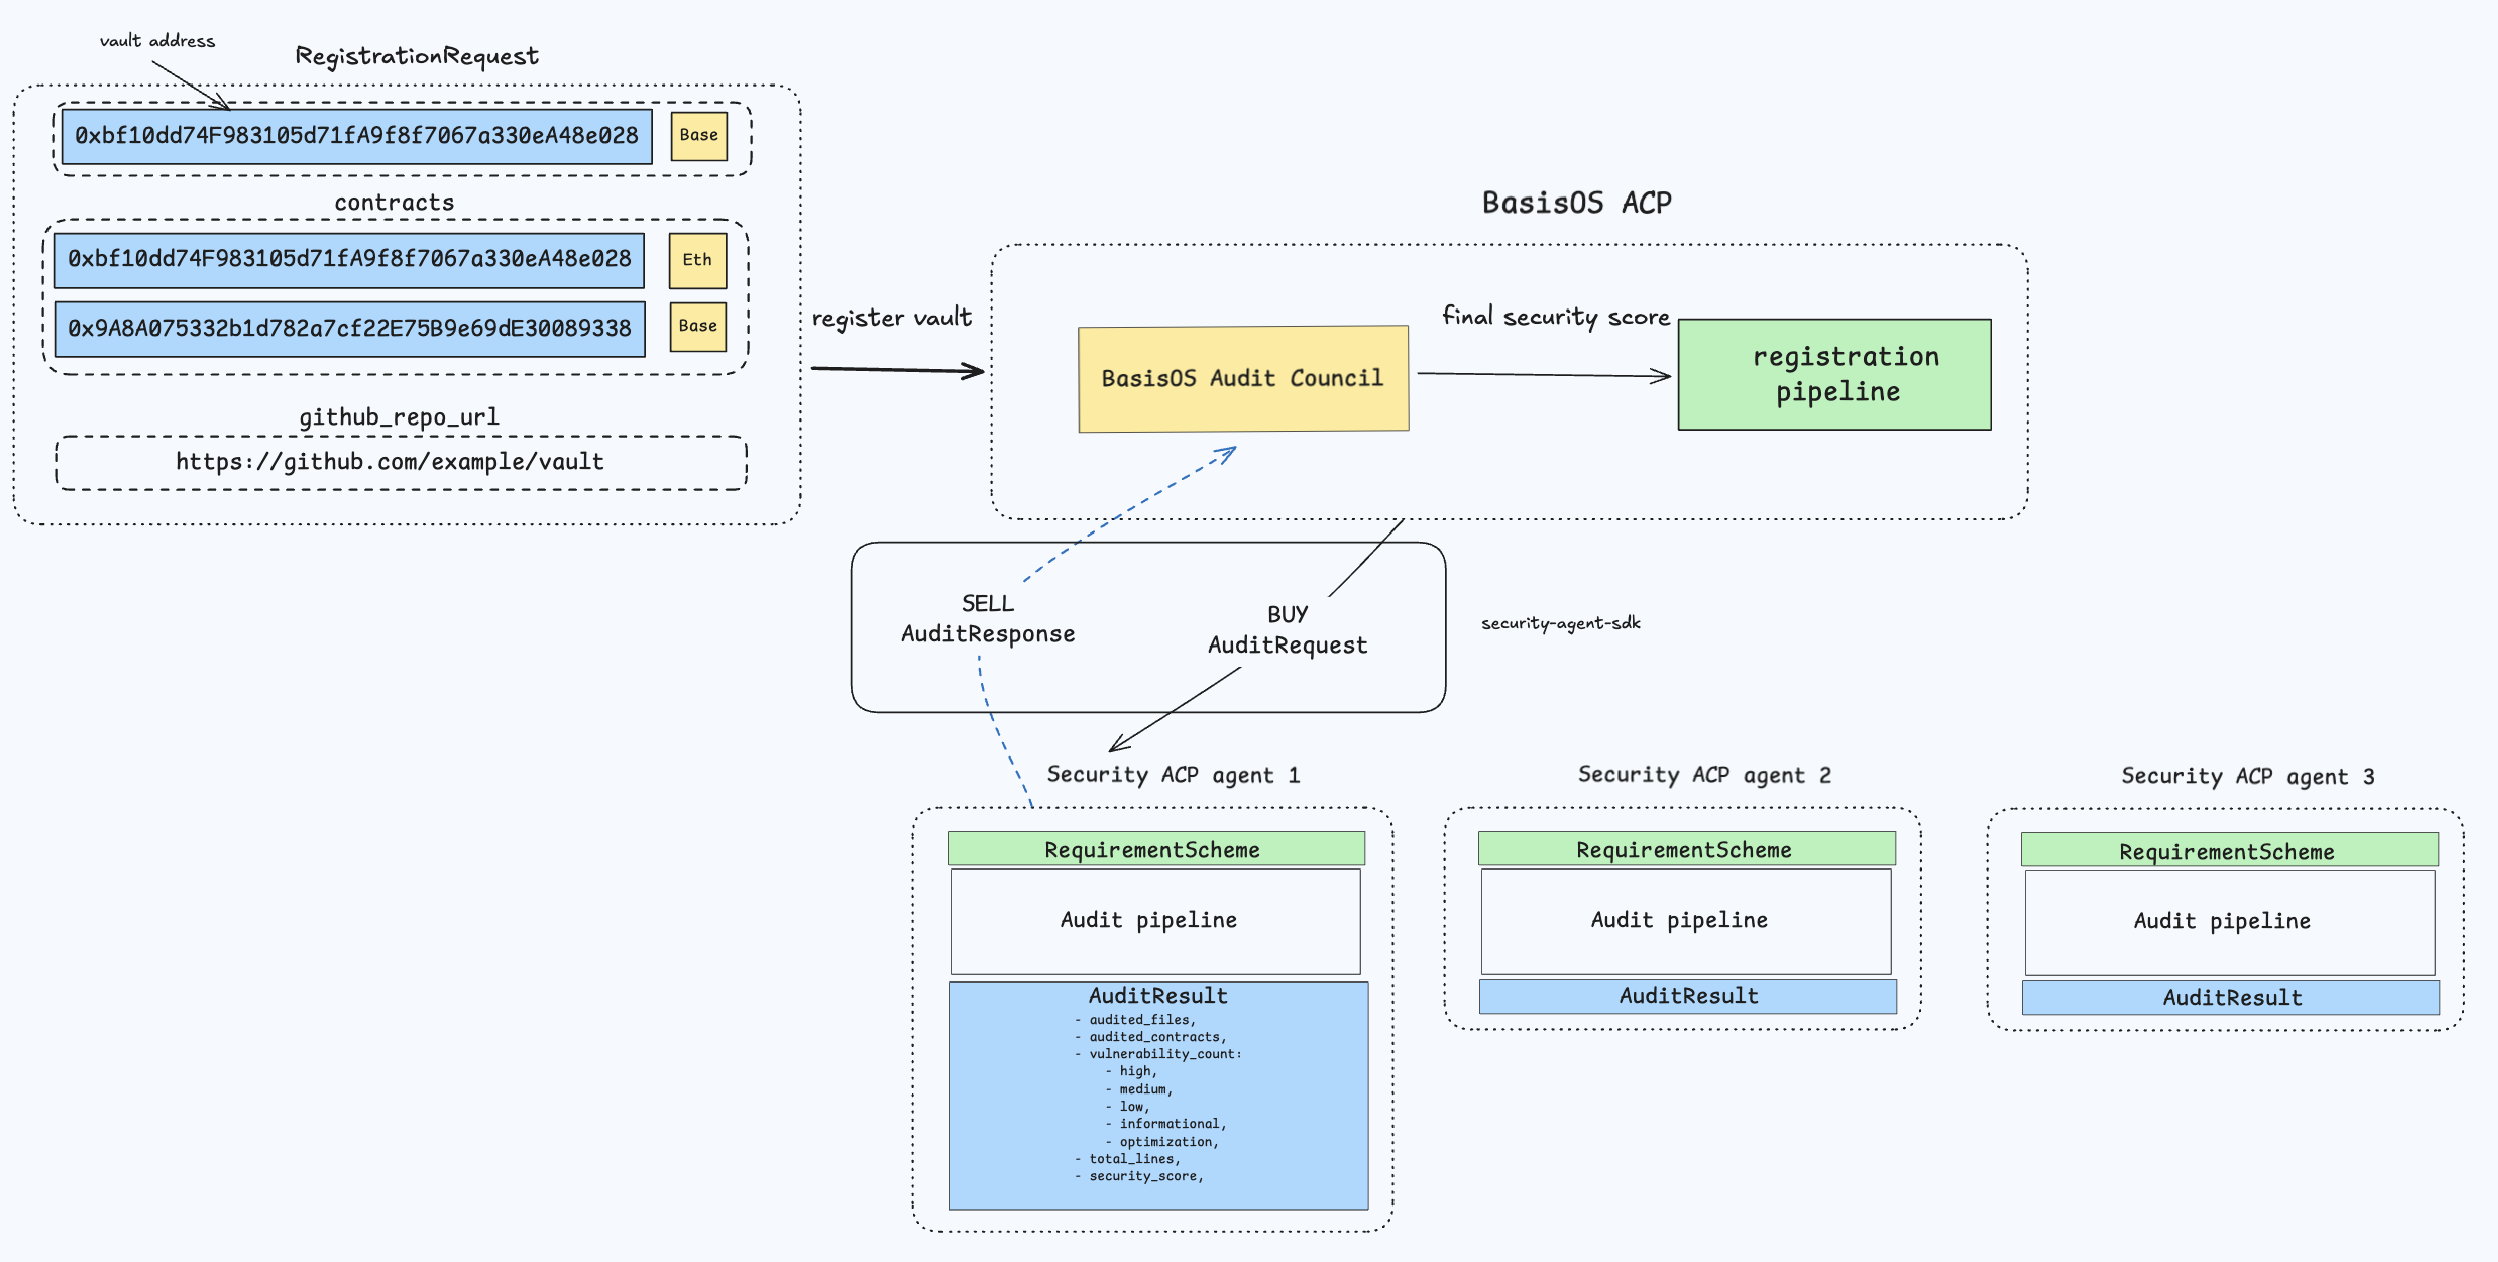 vault address
RegistrationRequest
0xbf10dd74F983105d71fA9f8f7067a330eA48e028
Base
contracts
0xbf10dd74F983105d71fA9f8f7067a330eA48e028
Eth
0x9A8A075332b1d782a7cf22E75B9e69dE30089338
Base
github_repo_url
https://github.com/example/vault
register vault
BasisOS ACP
BasisOS Audit Council
final security score
registration
pipeline
SELL
AuditResponse
BUY
AuditRequest
security-agent-sdk
Security ACP agent 1
RequirementScheme
Audit pipeline
AuditResult
- audited_files,
- audited_contracts,
- vulnerability_count:
- high,
- medium,
- low,
- informational,
- optimization,
- total_lines,
- security_score,
Security ACP agent 2
RequirementScheme
Audit pipeline
AuditResult
Security ACP agent 3
RequirementScheme
Audit pipeline
AuditResult